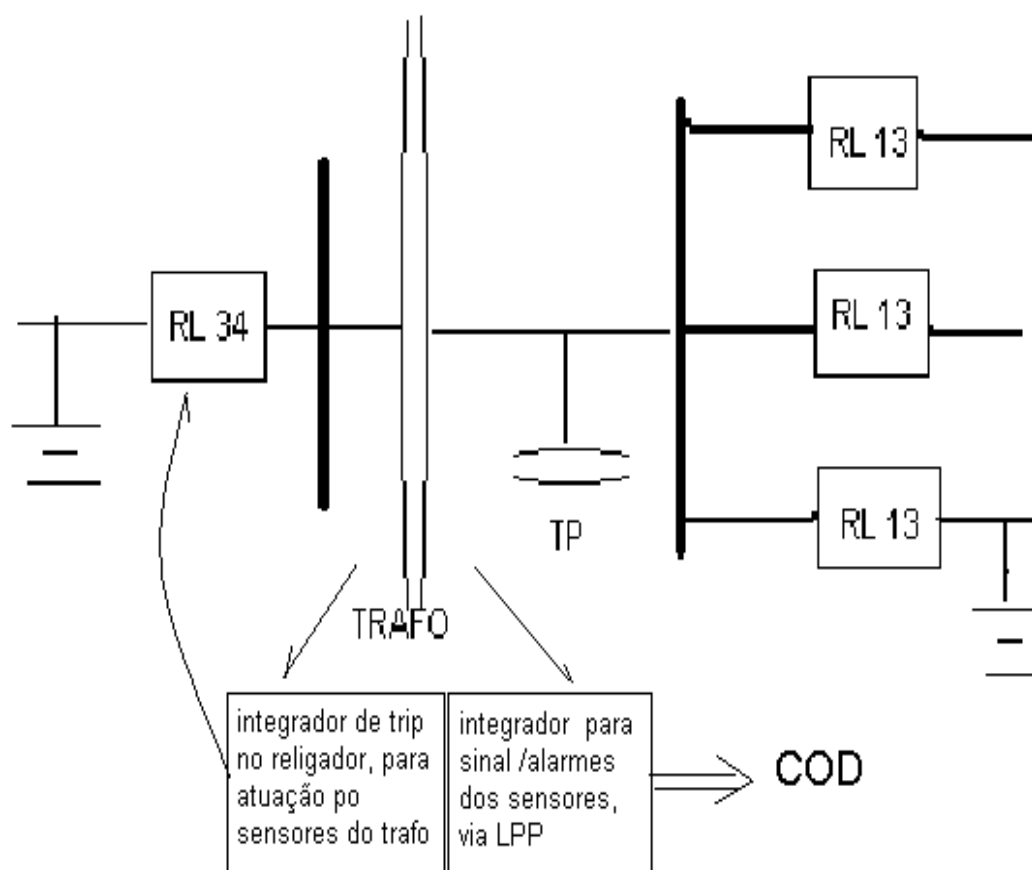 RL 13
RL 34
RL 13
TP
RL 13
TRAFO
integrador de trip
no religador, para
atuação po
sensores do trafo
integrador para
sinal /alarmes
dos sensores,
via LPP
COD